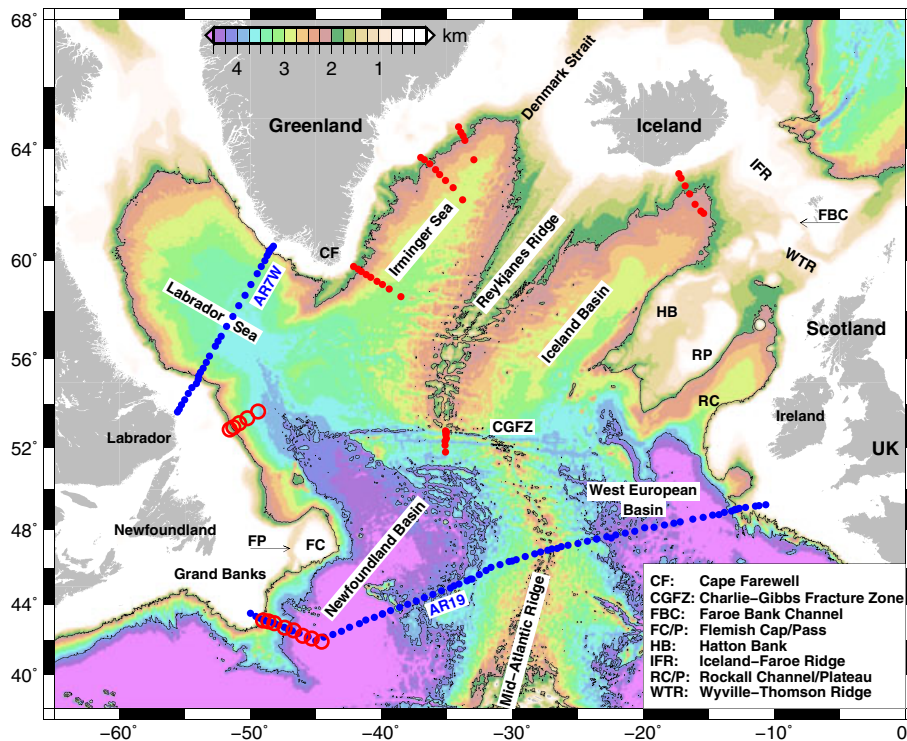 68˚
64˚
60˚
56˚
52˚
48˚
44˚
40˚
km
4 3 2 1
Greenland
Denmark Strait
Iceland
IFR
FBC
WTR
CF
Irminger Sea
Reykjanes Ridge
AR7W
Labrador Sea
Iceland Basin
HB
RP
Scotland
RC
Ireland
UK
Labrador
CGFZ
West European
Basin
Newfoundland
FP
FC
Grand Banks
Newfoundland Basin
AR19
Mid−Atlantic Ridge
CF: Cape Farewell
CGFZ: Charlie−Gibbs Fracture Zone
FBC: Faroe Bank Channel
FC/P: Flemish Cap/Pass
HB: Hatton Bank
IFR: Iceland−Faroe Ridge
RC/P: Rockall Channel/Plateau
WTR: Wyville−Thomson Ridge
−60˚ −50˚ −40˚ −30˚ −20˚ −10˚ 0˚